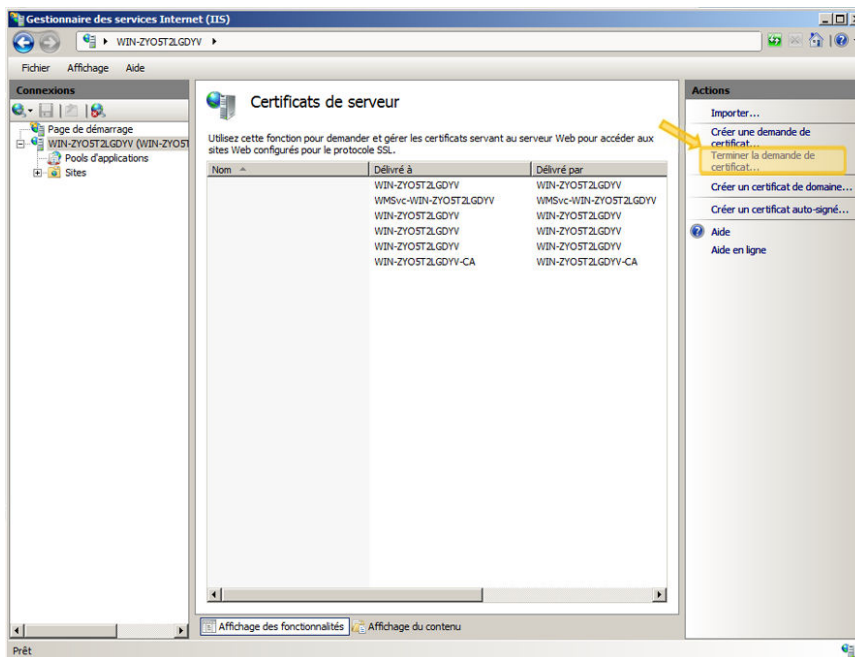 Gestionnaire des services Internet (IIS)
WIN-ZYO5T2LGDYV
Fichier Affichage Aide
Connexions
Page de démarrage
WIN-ZYO5T2LGDYV (WIN-ZYO5T
Pools d'applications
Sites
Certificats de serveur
Utilisez cette fonction pour demander et gérer les certificats servant au serveur Web pour accéder aux
sites Web configurés pour le protocole SSL.
Nom Délivré à Délivré par
WIN-ZYO5T2LGDYV WIN-ZYO5T2LGDYV
WMSvc-WIN-ZYO5T2LGDYV WMSvc-WIN-ZYO5T2LGDYV
WIN-ZYO5T2LGDYV WIN-ZYO5T2LGDYV
WIN-ZYO5T2LGDYV WIN-ZYO5T2LGDYV
WIN-ZYO5T2LGDYV WIN-ZYO5T2LGDYV
WIN-ZYO5T2LGDYV-CA WIN-ZYO5T2LGDYV-CA
Affichage des fonctionnalités Affichage du contenu
Actions
Importer...
Créer une demande de
certificat...
Terminer la demande de
certificat...
Créer un certificat de domaine...
Créer un certificat auto-signé...
Aide
Aide en ligne
Prêt